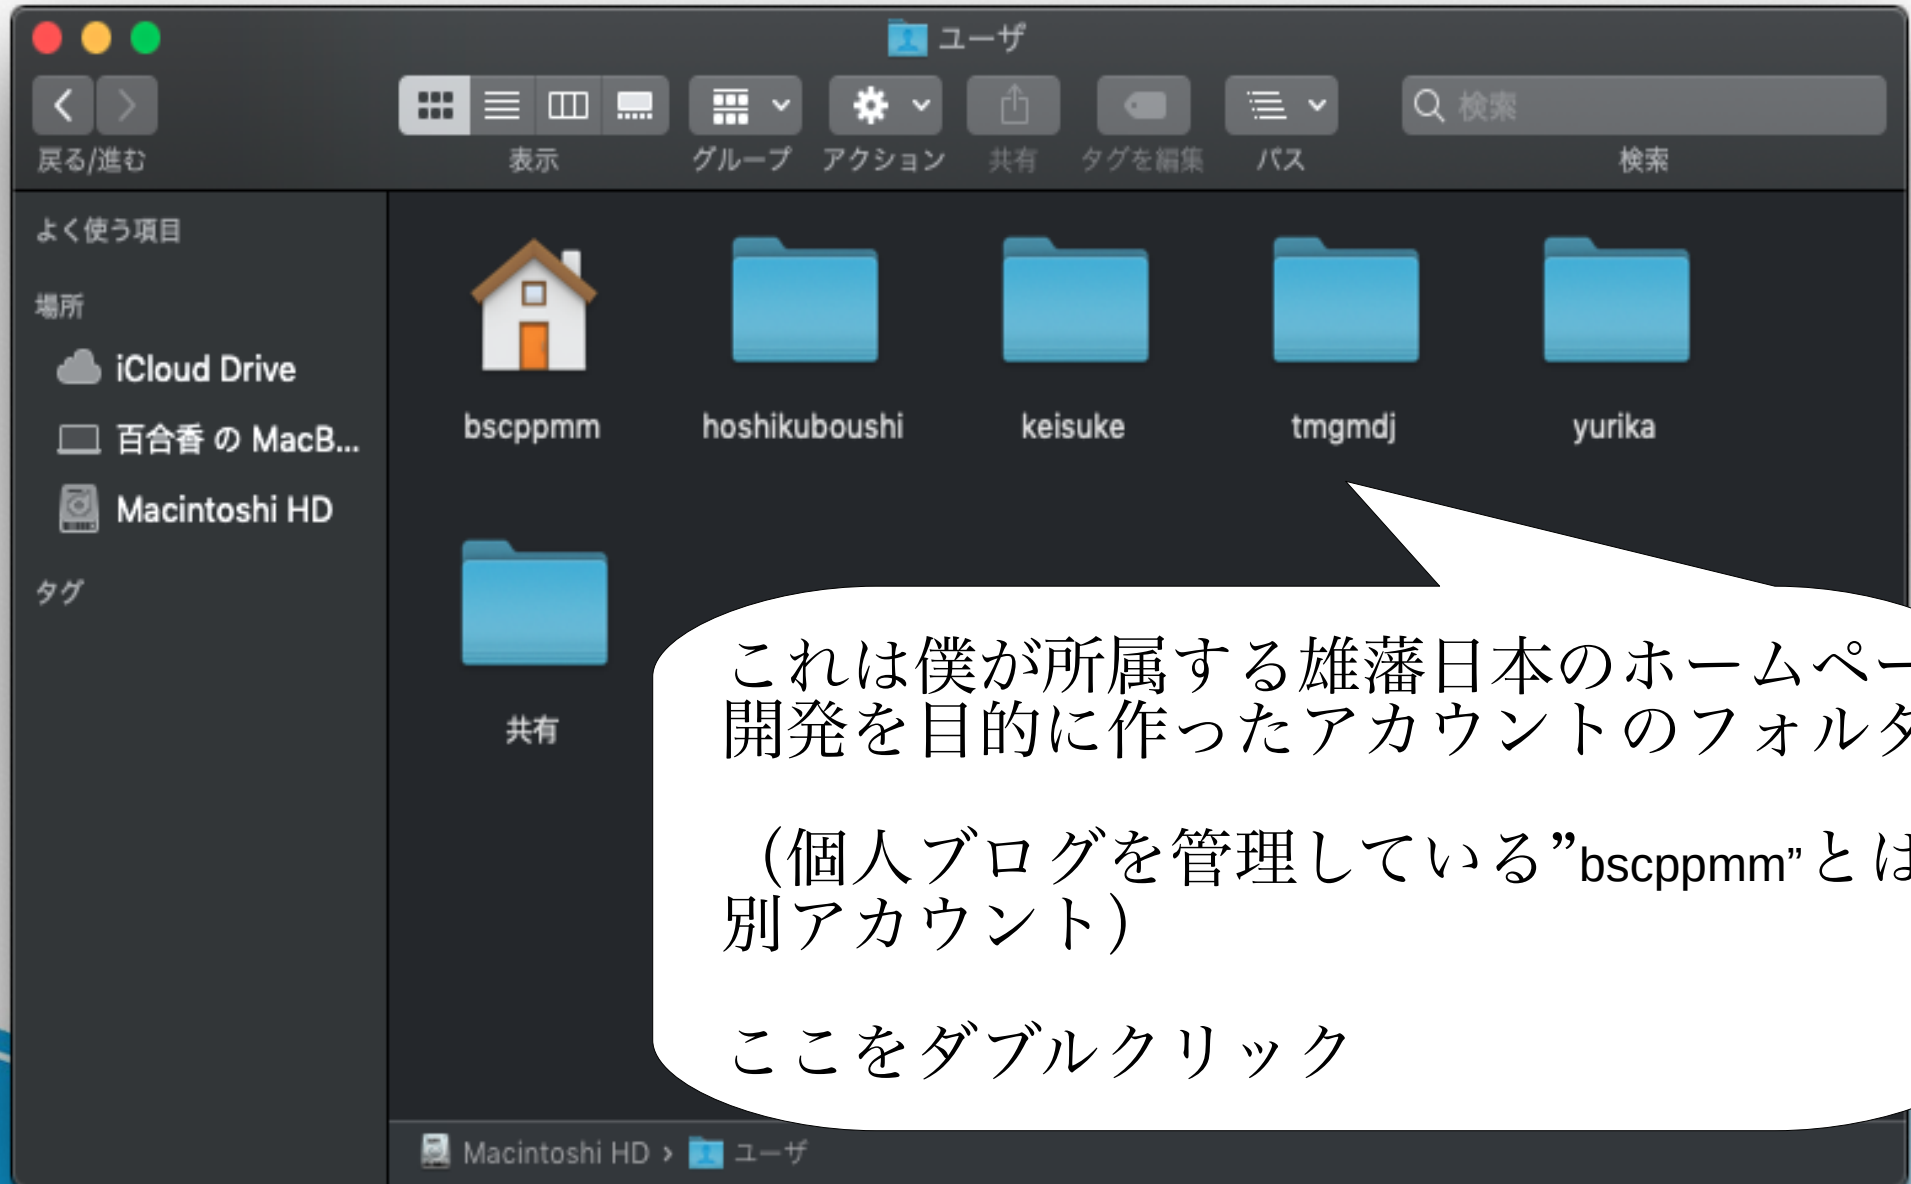 ユーザ
検索
戻る/進む
表示
グループ
アクション
共有
タグを編集
パス
検索
よく使う項目
場所
iCloud Drive
百合香 の MacB...
Macintoshi HD
タグ
bscppmm
hoshikuboushi
keisuke
tmgmdj
yurika
共有
これは僕が所属する雄藩日本のホームペー
開発を目的に作ったアカウントのフォルダ
（個人ブログを管理している”bscppmm”とは
別アカウント）
ここをダブルクリック
Macintoshi HD › ユーザ